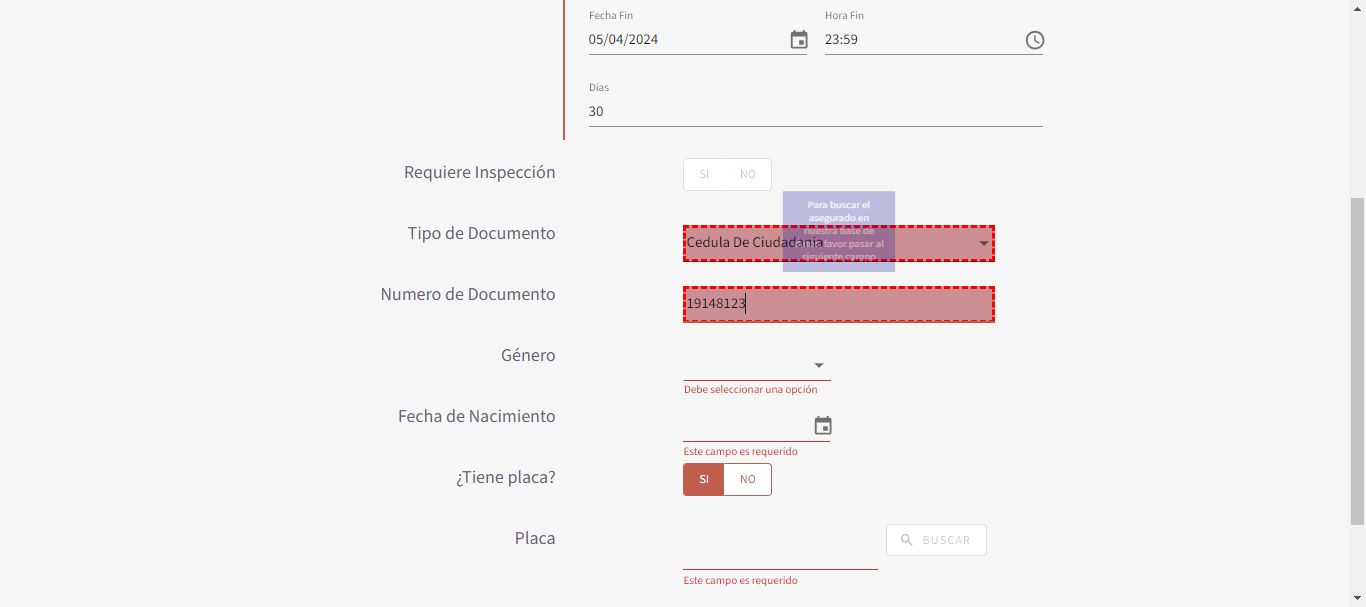 Fecha Fin
Hora Fin
05/04/2024
23:59
Días
30
Requiere Inspección
SI
NO
Para buscar el
asegurado en
nuestra base de
favor pasar al
siguiente campo
Tipo de Documento
Cedula De Ciudadania
Numero de Documento
19148123
Género
Debe seleccionar una opción
Fecha de Nacimiento
Este campo es requerido
¿Tiene placa?
SI
NO
Placa
BUSCAR
Este campo es requerido